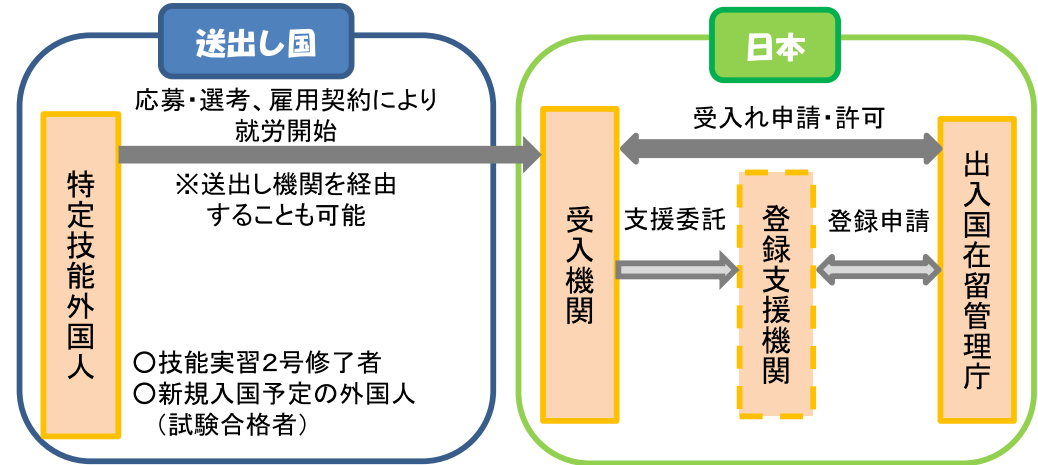 送出し国
日本
応募・選考、雇用契約により
就労開始
※送出し機関を経由
することも可能
特定技能外国人
○技能実習2号修了者
○新規入国予定の外国人
(試験合格者)
受入れ申請・許可
受入機関
支援委託
登録支援機関
登録申請
出入国在留管理庁